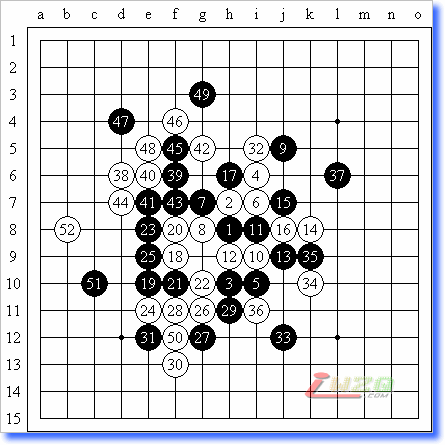 a b c d e f g h i j k l m n o
1
2
3 49
4 47 46
5 48 45 42 32 9
6 38 40 39 17 4 37
7 44 41 43 7 2 6 15
8 52 23 20 8 1 11 16 14
9 25 18 12 10 13 35
10 51 19 21 22 3 5 34
11 24 28 26 29 36
12 31 50 27 33
13 30
14 iWZQ
.COM
15